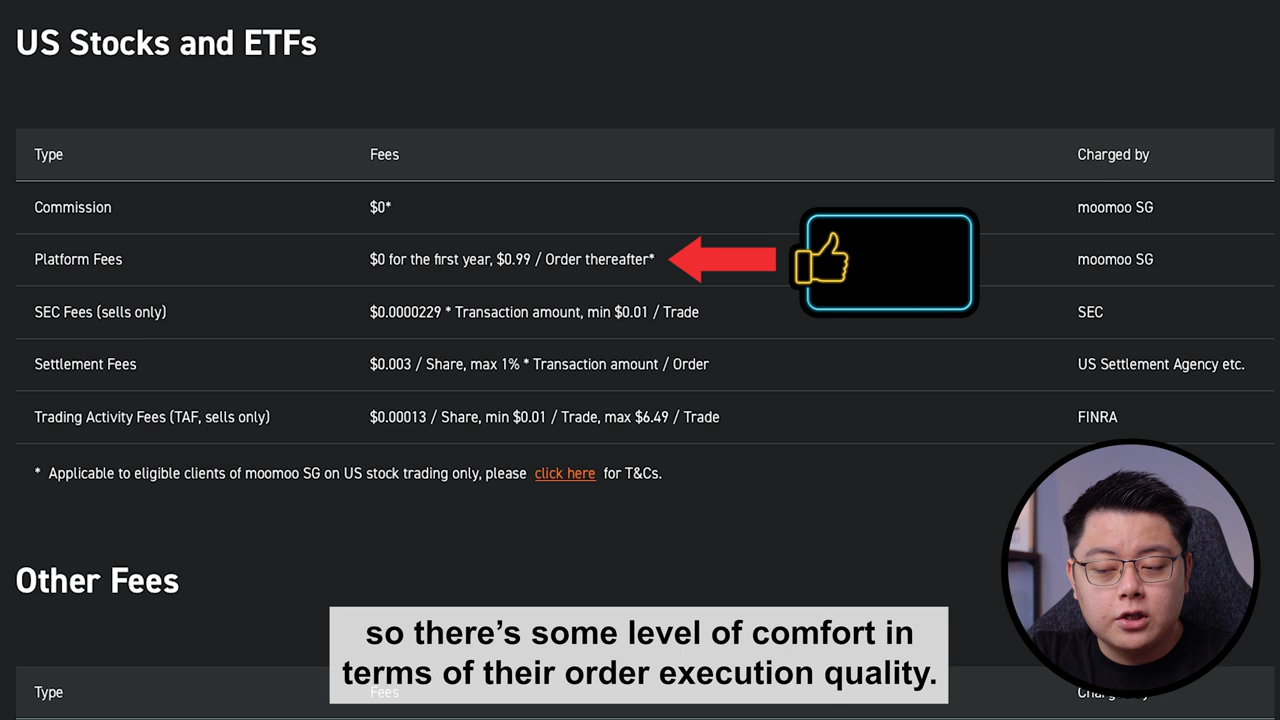 US Stocks and ETFs
Type Fees Charged by
Commission $0* moomoo SG
Platform Fees $0 for the first year, $0.99 / Order thereafter* moomoo SG
SEC Fees (sells only) $0.0000229 * Transaction amount, min $0.01 / Trade SEC
Settlement Fees $0.003 / Share, max 1% * Transaction amount / Order US Settlement Agency etc.
Trading Activity Fees (TAF, sells only) $0.00013 / Share, min $0.01 / Trade, max $6.49 / Trade FINRA
* Applicable to eligible clients of moomoo SG on US stock trading only, please click here for T&Cs.
Other Fees
so there's some level of comfort in
terms of their order execution quality.
Type Fees Charged by